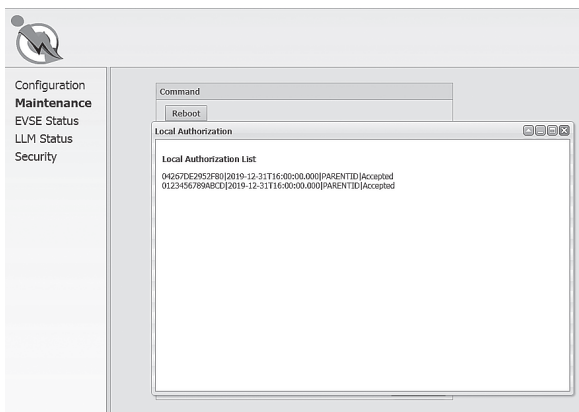 Configuration
Maintenance
EVSE Status
LLM Status
Security
Command
Reboot
Local Authorization
Local Authorization List
04267DE2952F80|2019-12-31T16:00:00.000|PARENTID|Accepted
0123456789ABCD|2019-12-31T16:00:00.000|PARENTID|Accepted